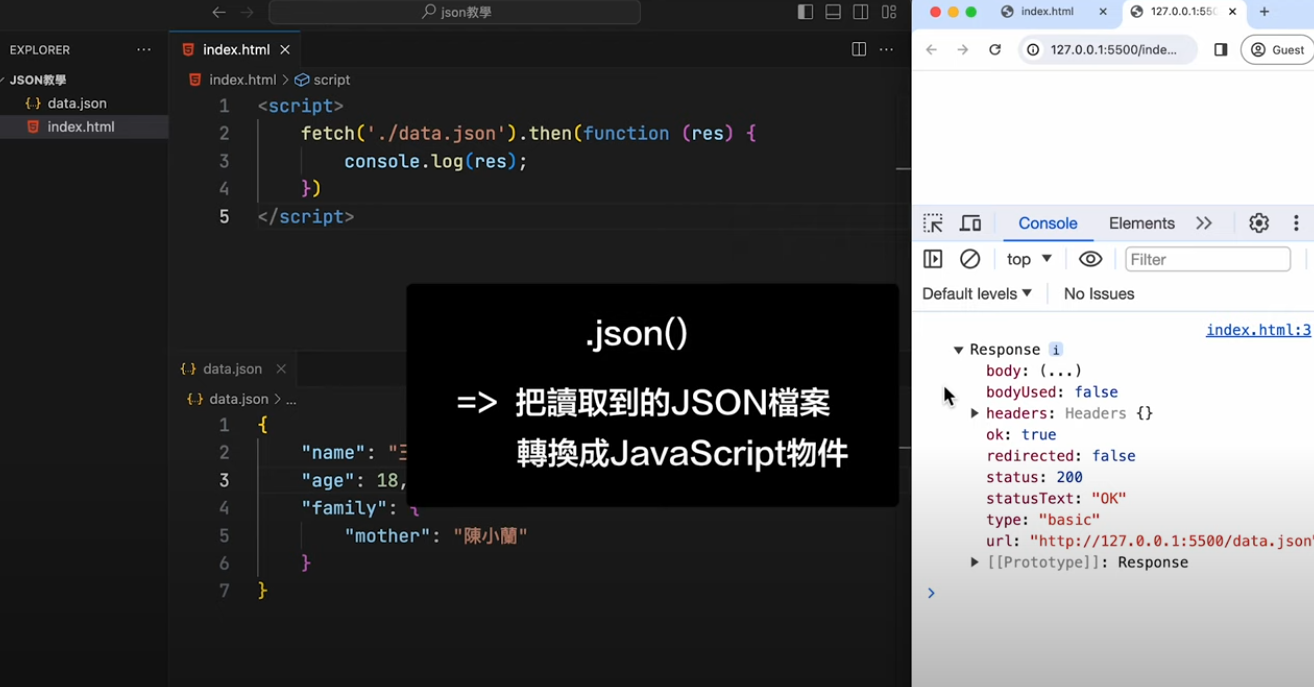 json教學
EXPLORER
JSON教學
data.json
index.html
index.html
index.html > script
1 <script>
2 fetch('./data.json').then(function (res) {
3 console.log(res);
4 })
5 </script>
.json()
=> 把讀取到的JSON檔案
轉換成JavaScript物件
data.json
data.json > ...
1 {
2 "name": "
3 "age": 18,
4 "family": {
5 "mother": "陳小蘭"
6 }
7 }
index.html
127.0.0.1:550
127.0.0.1:5500/inde...
Guest
Console Elements
top Filter
Default levels No Issues
index.html:3
Response i
body: (...)
bodyUsed: false
headers: Headers {}
ok: true
redirected: false
status: 200
statusText: "OK"
type: "basic"
url: "http://127.0.0.1:5500/data.json"
[[Prototype]]: Response